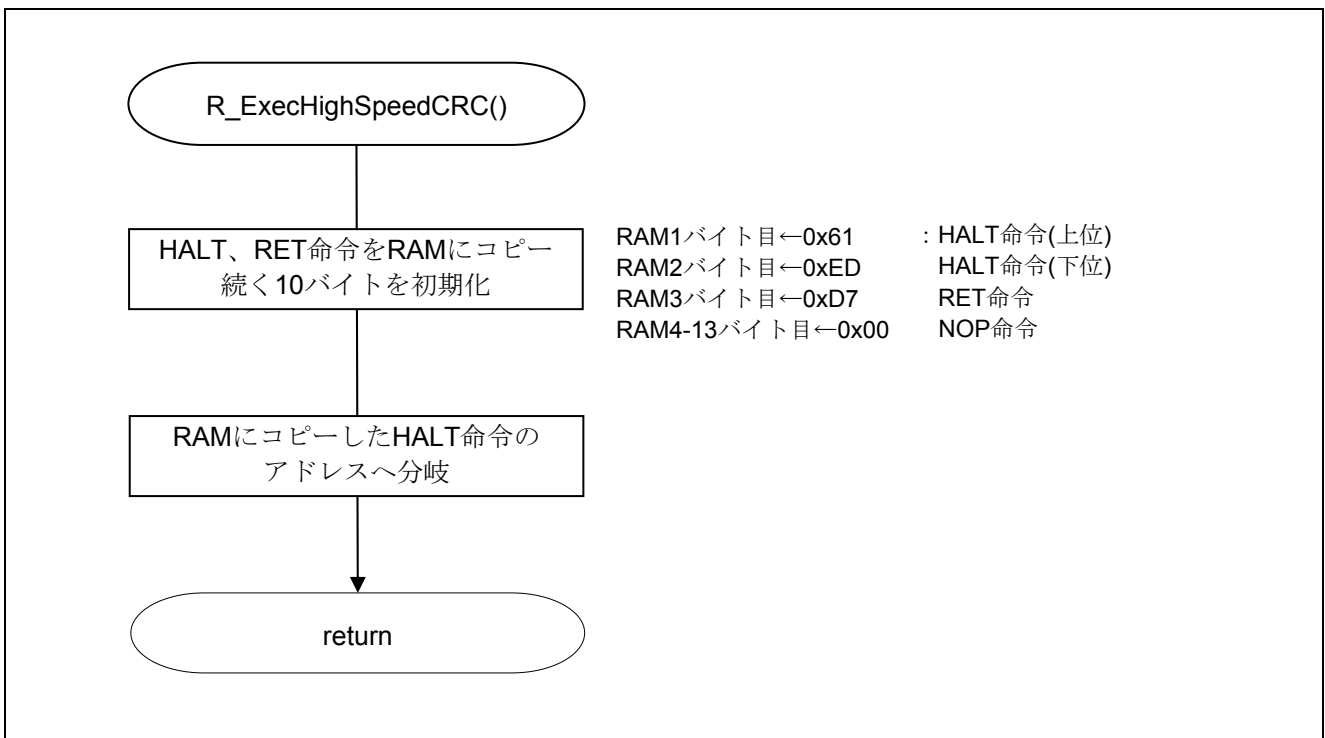 R_ExecHighSpeedCRC()
HALT、RET命令をRAMにコピー
続く10バイトを初期化
RAM1バイト目←0x61 : HALT命令(上位)
RAM2バイト目←0xED HALT命令(下位)
RAM3バイト目←0xD7 RET命令
RAM4-13バイト目←0x00 NOP命令
RAMにコピーしたHALT命令の
アドレスへ分岐
return